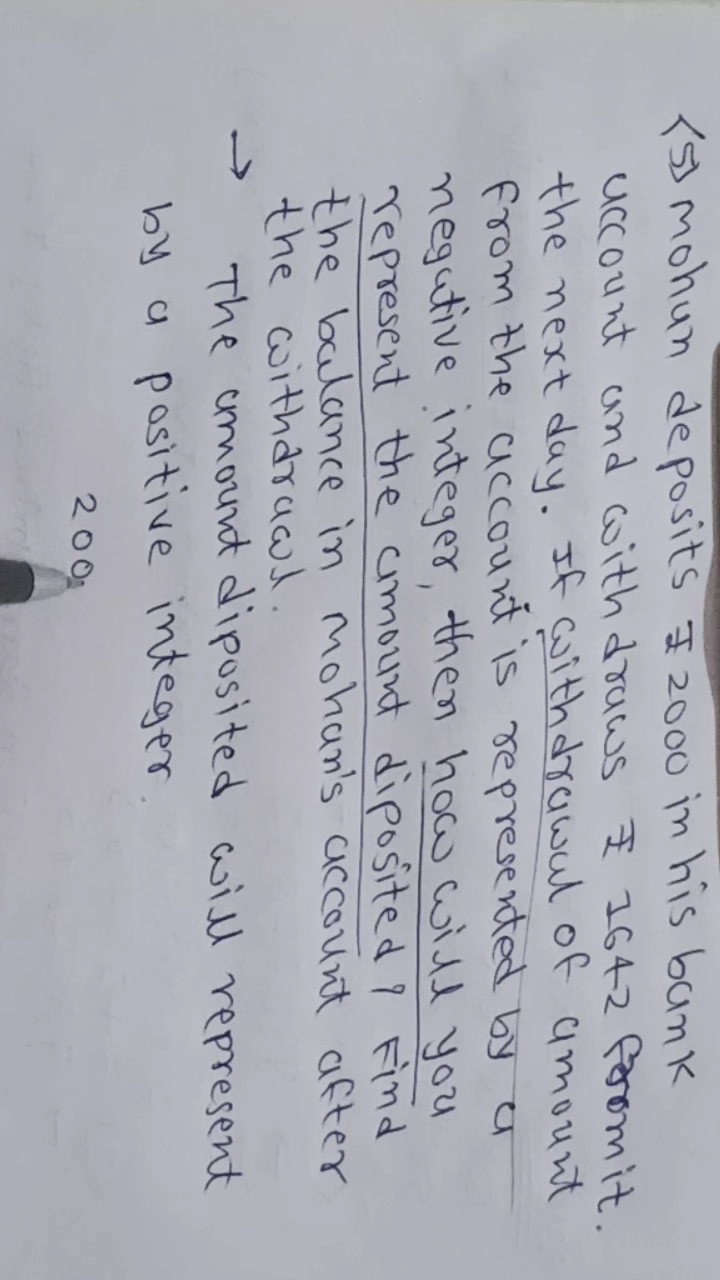 (5) Mohan deposits ₹ 2000 in his bank
account and withdraws ₹ 1642 from it.
the next day. If withdrawal of amount
from the account is represented by a
negative integer, then how will you
represent the amount diposited? Find
the balance in Mohan's account after
the withdrawl.
→ The amount diposited will represent
by a positive integer.
200